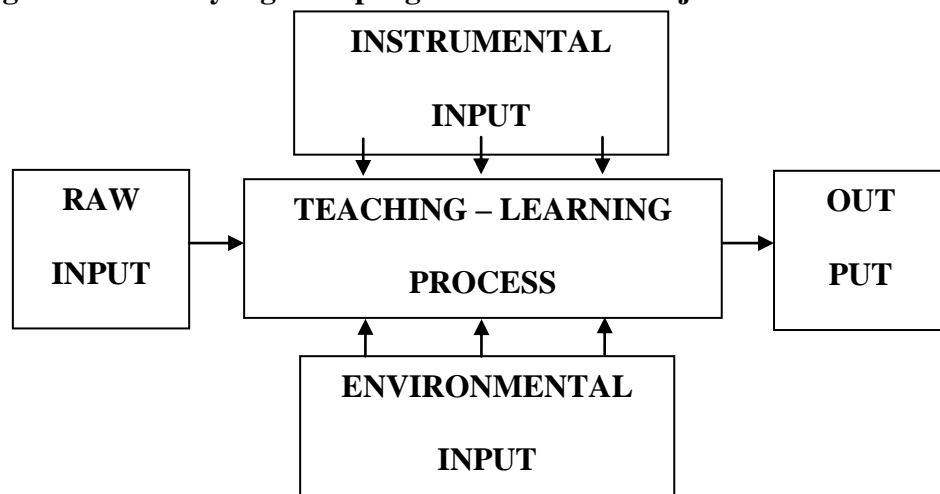 INSTRUMENTAL
INPUT
RAW
INPUT
TEACHING – LEARNING
PROCESS
OUT
PUT
ENVIRONMENTAL
INPUT